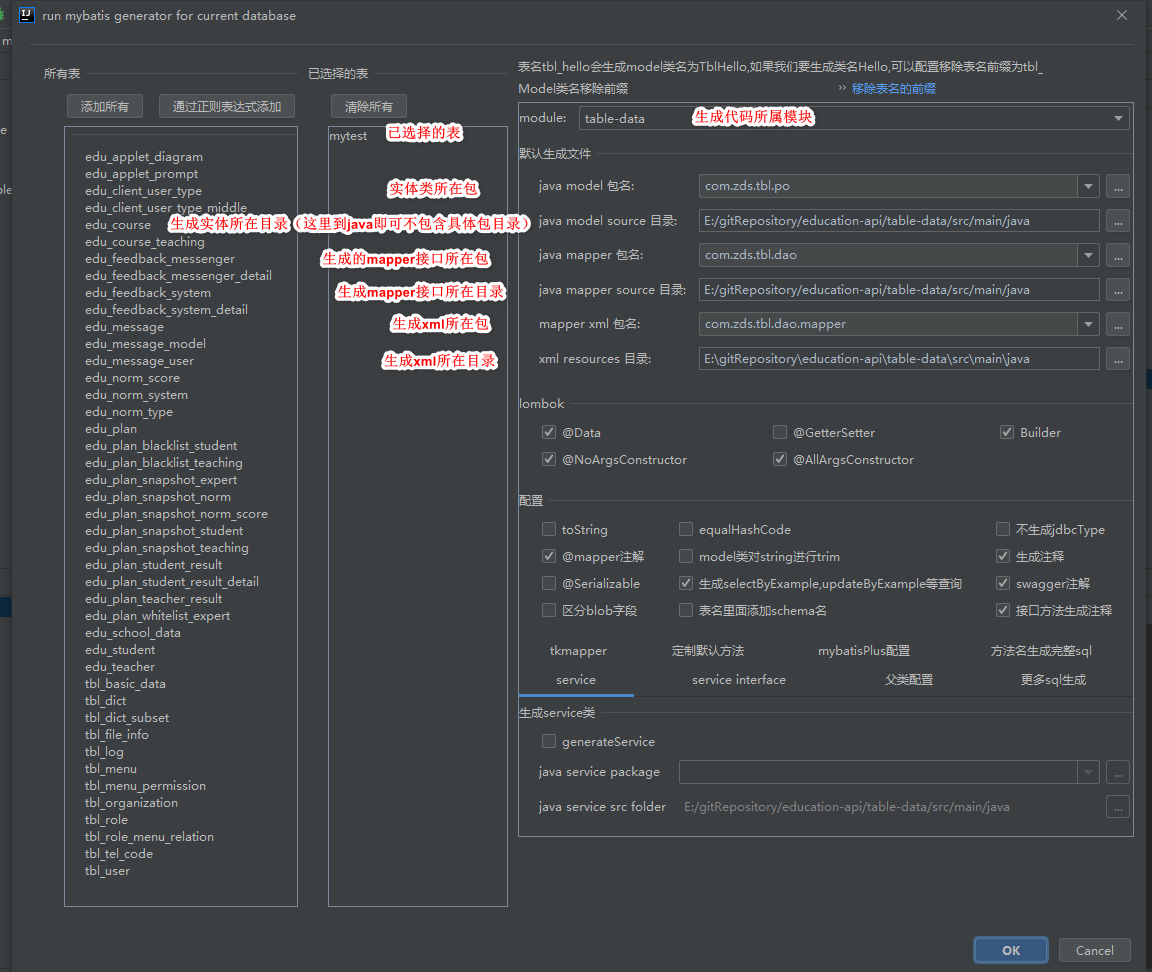 run mybatis generator for current database
所有表
添加所有
通过正则表达式添加
edu_applet_diagram
edu_applet_prompt
edu_client_user_type
edu_client_user_type_middle
edu_course
edu_course_teaching
edu_feedback_messenger
edu_feedback_messenger_detail
edu_feedback_system
edu_feedback_system_detail
edu_message
edu_message_model
edu_message_user
edu_norm_score
edu_norm_system
edu_norm_type
edu_plan
edu_plan_blacklist_student
edu_plan_blacklist_teaching
edu_plan_snapshot_expert
edu_plan_snapshot_norm
edu_plan_snapshot_norm_score
edu_plan_snapshot_student
edu_plan_snapshot_teaching
edu_plan_student_result
edu_plan_student_result_detail
edu_plan_teacher_result
edu_plan_whitelist_expert
edu_school_data
edu_student
edu_teacher
tbl_basic_data
tbl_dict
tbl_dict_subset
tbl_file_info
tbl_log
tbl_menu
tbl_menu_permission
tbl_organization
tbl_role
tbl_role_menu_relation
tbl_tel_code
tbl_user
已选择的表
清除所有
mytest
已选择的表
实体类所在包
生成实体所在目录（这里到java即可不包含具体包目录）
生成的mapper接口所在包
生成mapper接口所在目录
生成xml所在包
生成xml所在目录
表名tbl_hello会生成model类名为TblHello,如果我们要生成类名Hello,可以配置移除表名前缀为tbl_
Model类名移除前缀 >> 移除表名的前缀
module: table-data 生成代码所属模块
默认生成文件
java model 包名: com.zds.tbl.po ...
java model source 目录: E:/gitRepository/education-api/table-data/src/main/java ...
java mapper 包名: com.zds.tbl.dao ...
java mapper source 目录: E:/gitRepository/education-api/table-data/src/main/java ...
mapper xml 包名: com.zds.tbl.dao.mapper ...
xml resources 目录: E:\gitRepository\education-api\table-data\src\main\java ...
lombok
@Data @GetterSetter Builder
@NoArgsConstructor @AllArgsConstructor
配置
toString equalHashCode 不生成jdbcType
@mapper注解 model类对string进行trim 生成注释
@Serializable 生成selectByExample,updateByExample等查询 swagger注解
区分blob字段 表名里面添加schema名 接口方法生成注释
tkmapper 定制默认方法 mybatisPlus配置 方法名生成完整sql
service service interface 父类配置 更多sql生成
生成service类
generateService
java service package ...
java service src folder E:/gitRepository/education-api/table-data/src/main/java ...
OK Cancel